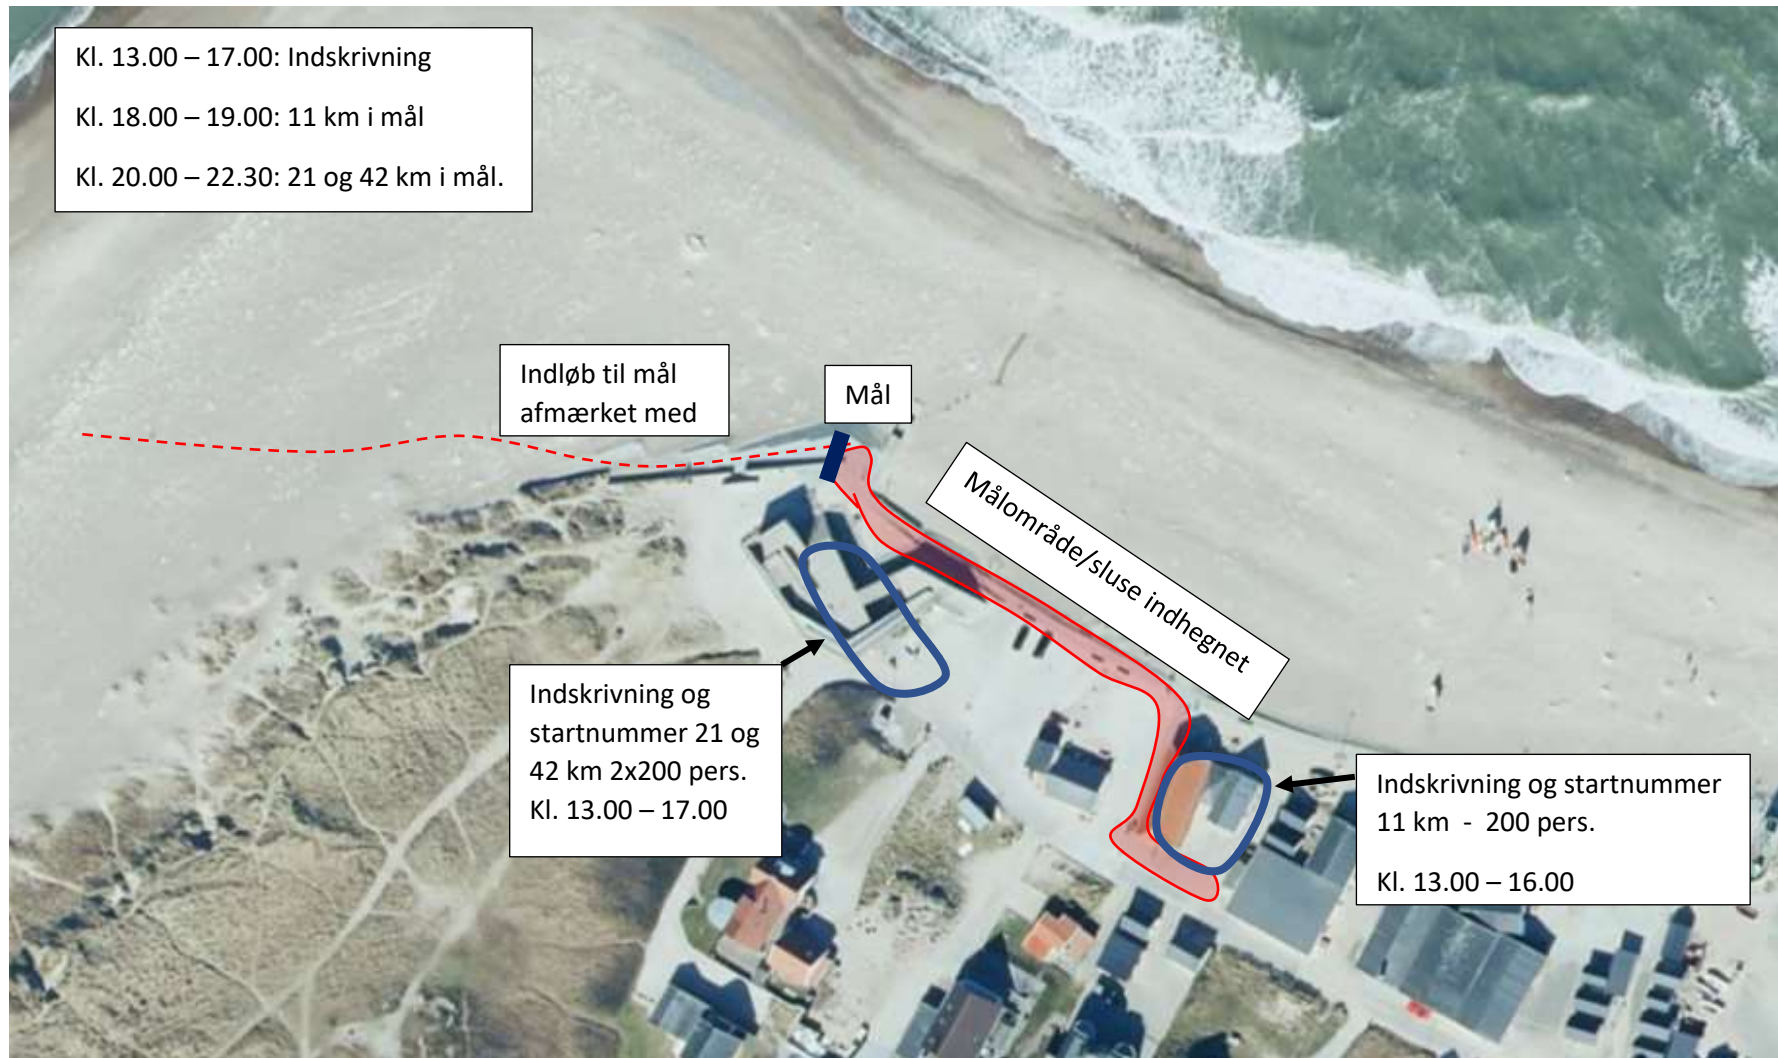 Kl. 13.00 – 17.00: Indskrivning
Kl. 18.00 – 19.00: 11 km i mål
Kl. 20.00 – 22.30: 21 og 42 km i mål.
Indløb til mål
afmærket med
Mål
Målområde/sluse indhegnet
Indskrivning og
startnummer 21 og
42 km 2x200 pers.
Kl. 13.00 – 17.00
Indskrivning og startnummer
11 km  -  200 pers.
Kl. 13.00 – 16.00